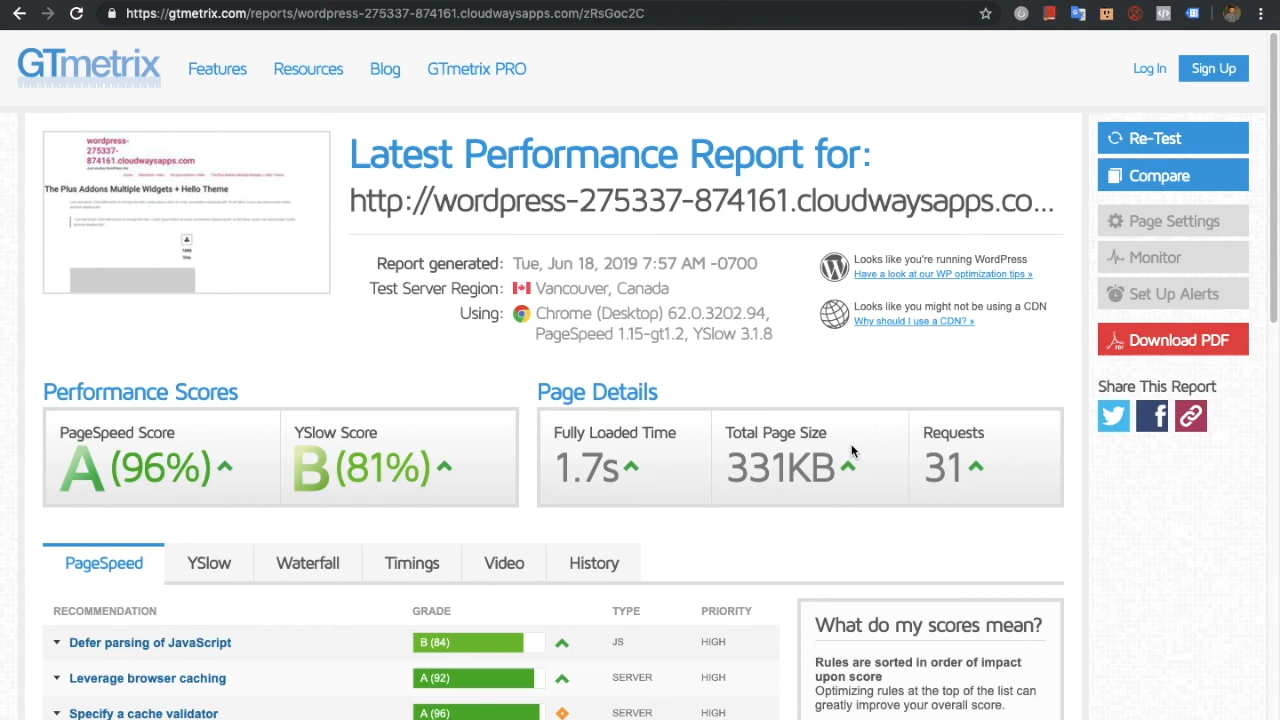 https://gtmetrix.com/reports/wordpress-275337-874161.cloudwaysapps.com/zRsGoc2C
GTmetrix
Features
Resources
Blog
GTmetrix PRO
Log In
Sign Up
wordpress-
275337-
874161.cloudwaysapps.com
The Plus Addons Multiple Widgets + Hello Theme
Title
Latest Performance Report for:
http://wordpress-275337-874161.cloudwaysapps.co...
Report generated: Tue, Jun 18, 2019 7:57 AM -0700
Test Server Region: Vancouver, Canada
Using: Chrome (Desktop) 62.0.3202.94,
PageSpeed 1.15-gt1.2, YSlow 3.1.8
Looks like you're running WordPress
Have a look at our WP optimization tips »
Looks like you might not be using a CDN
Why should I use a CDN? »
Re-Test
Compare
Page Settings
Monitor
Set Up Alerts
Download PDF
Share This Report
Performance Scores
PageSpeed Score
A (96%)
YSlow Score
B (81%)
Page Details
Fully Loaded Time
1.7s
Total Page Size
331KB
Requests
31
PageSpeed
YSlow
Waterfall
Timings
Video
History
RECOMMENDATION GRADE TYPE PRIORITY
Defer parsing of JavaScript B (84) JS HIGH
Leverage browser caching A (92) SERVER HIGH
Specify a cache validator A (96) SERVER HIGH
What do my scores mean?
Rules are sorted in order of impact
upon score
Optimizing rules at the top of the list can
greatly improve your overall score.